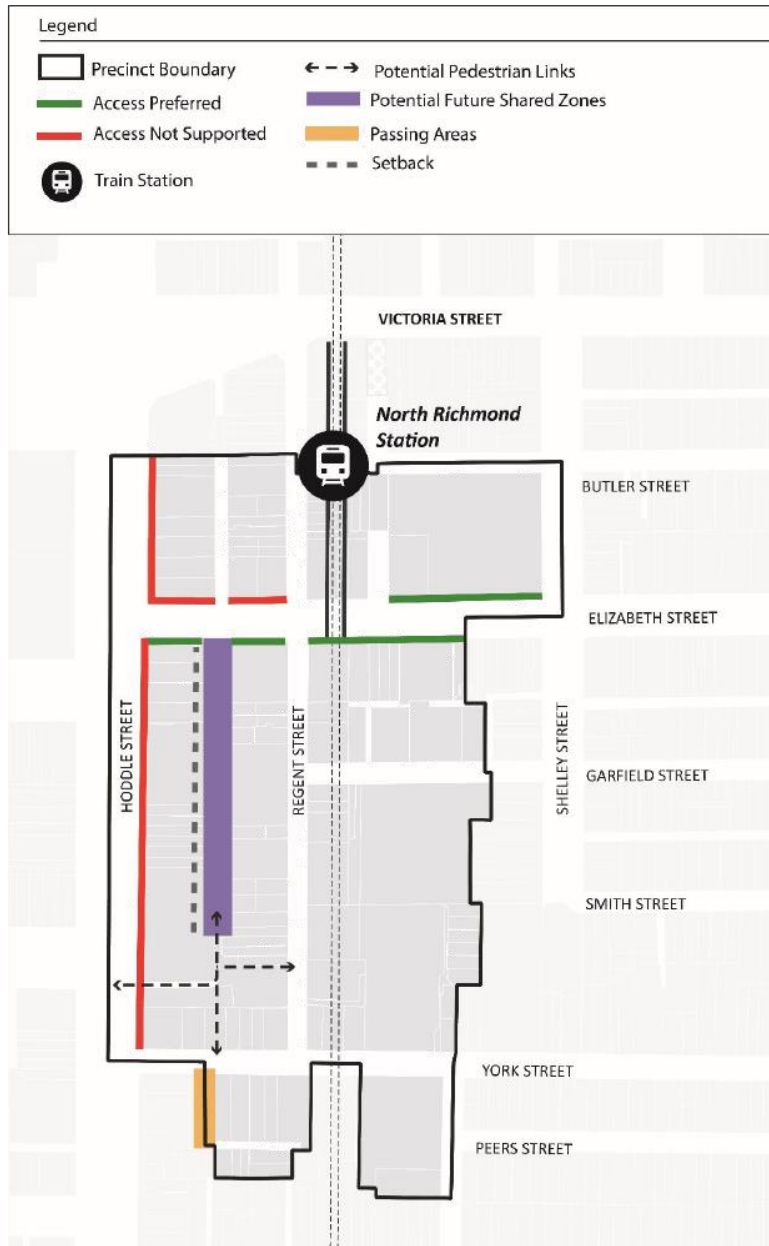 Legend
Precinct Boundary
Potential Pedestrian Links
Access Preferred
Potential Future Shared Zones
Access Not Supported
Passing Areas
Setback
Train Station
VICTORIA STREET
North Richmond
Station
BUTLER STREET
ELIZABETH STREET
HODDLE STREET
REGENT STREET
SHELLEY STREET
GARFIELD STREET
SMITH STREET
YORK STREET
PEERS STREET